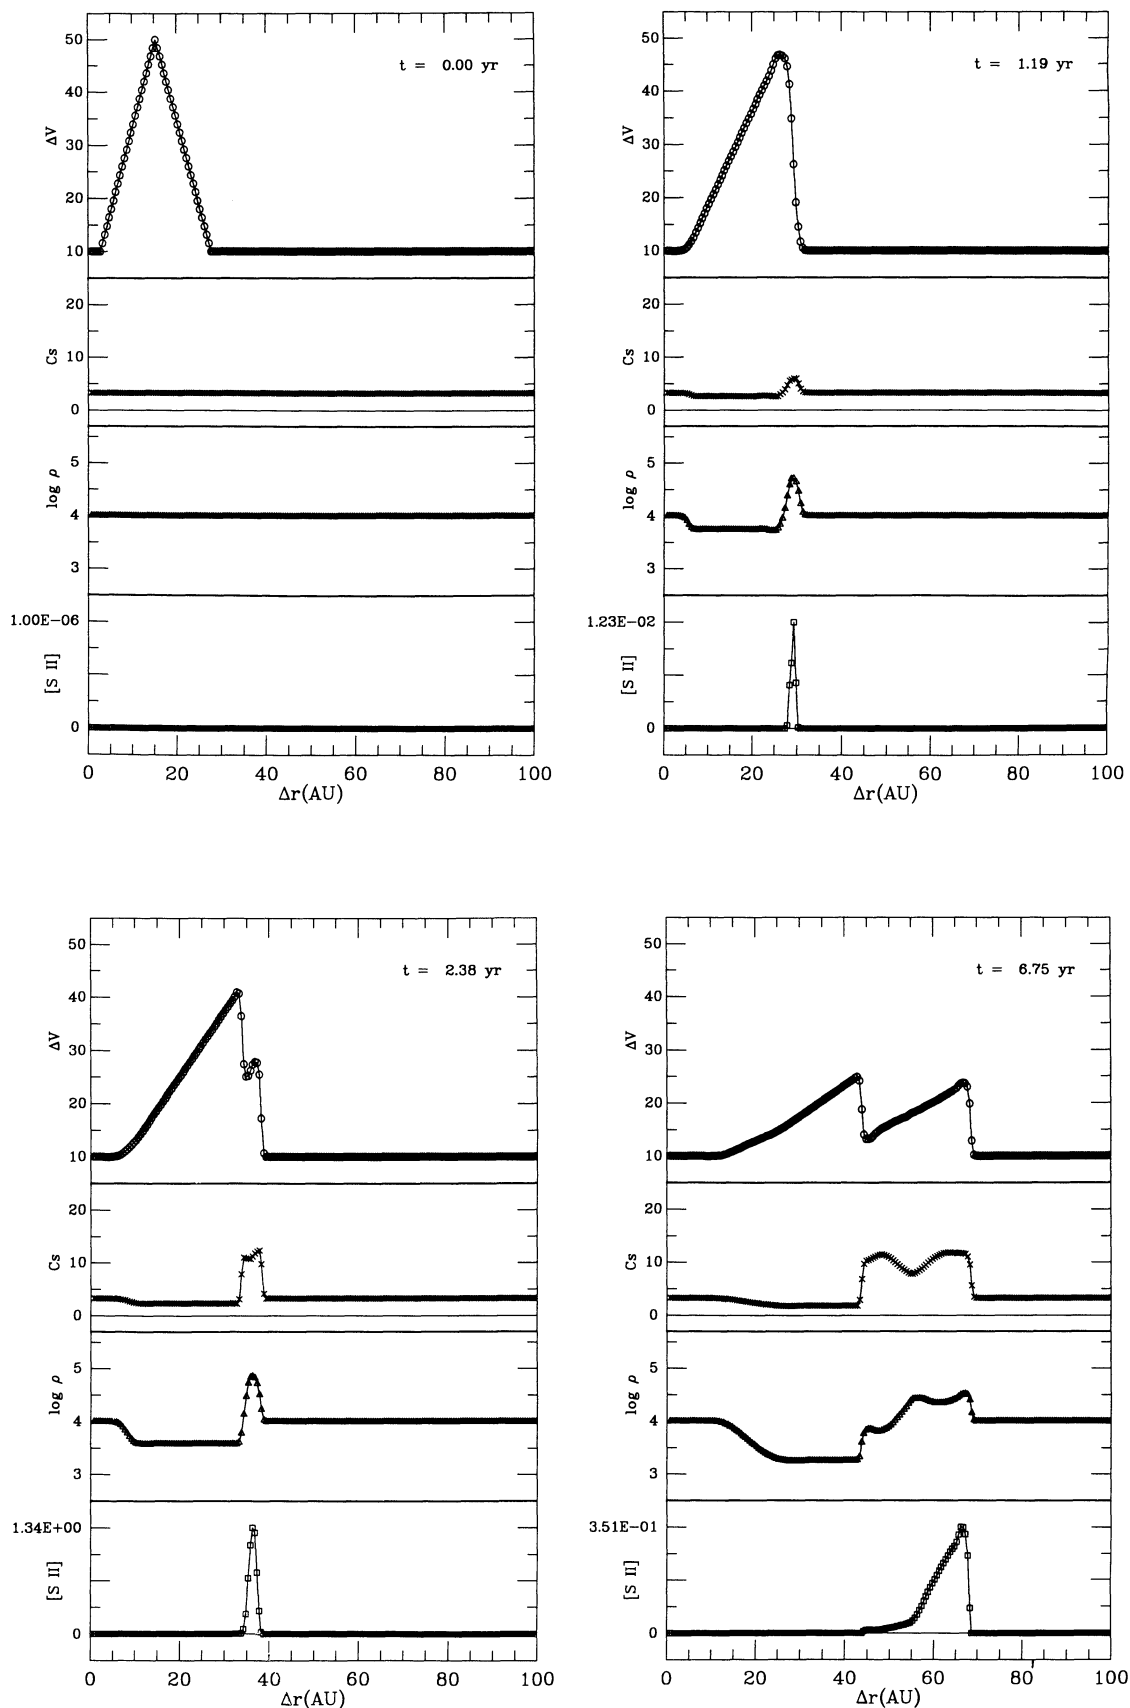 t = 0.00 yr
50
40
ΔV
30
20
10
20
Cs
10
0
5
log ρ
4
3
1.00E−06
[S II]
0
0 20 40 60 80 100
Δr(AU)
t = 1.19 yr
50
40
ΔV
30
20
10
20
Cs
10
0
5
log ρ
4
3
1.23E−02
[S II]
0
0 20 40 60 80 100
Δr(AU)
t = 2.38 yr
50
40
ΔV
30
20
10
20
Cs
10
0
5
log ρ
4
3
1.34E+00
[S II]
0
0 20 40 60 80 100
Δr(AU)
t = 6.75 yr
50
40
ΔV
30
20
10
20
Cs
10
0
5
log ρ
4
3
3.51E−01
[S II]
0
0 20 40 60 80 100
Δr(AU)